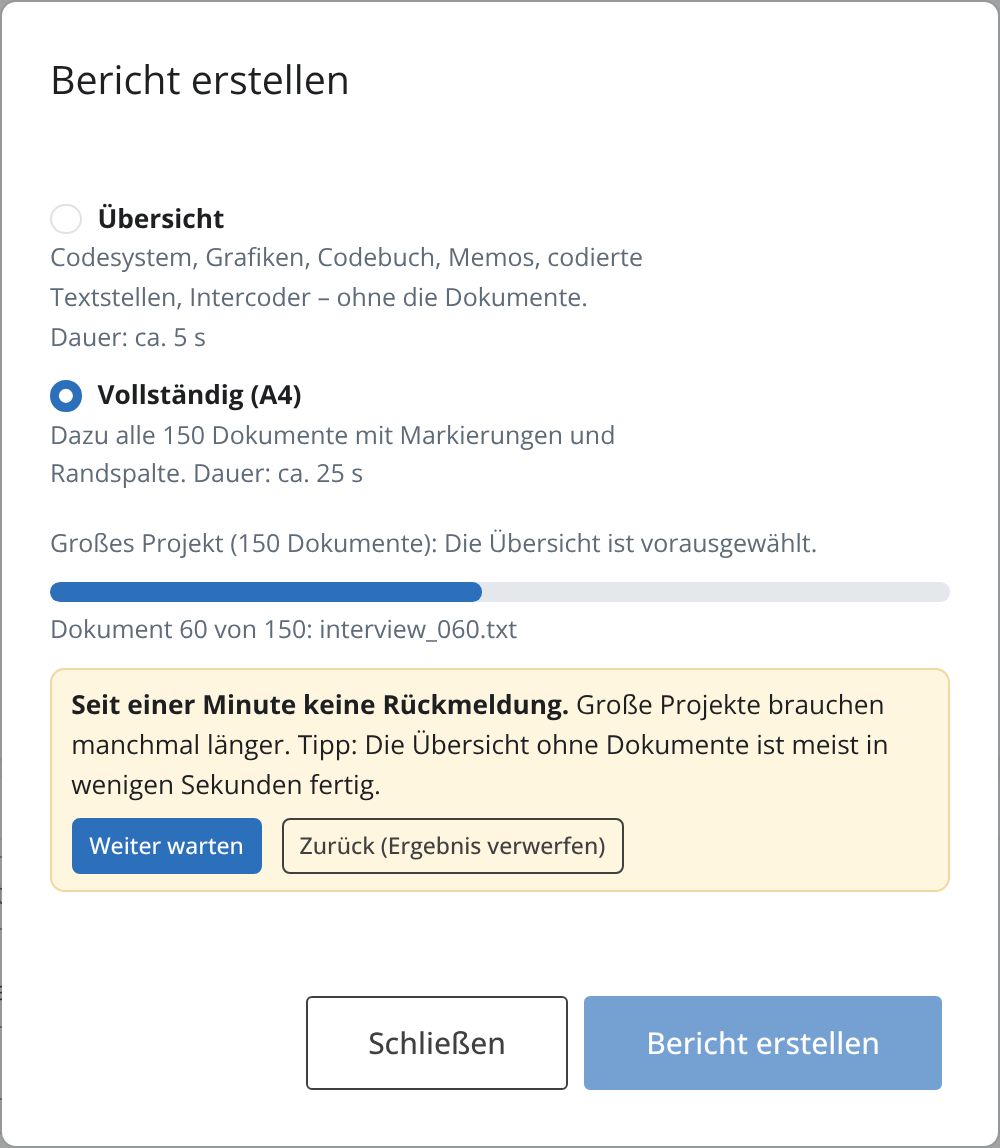 Bericht erstellen
Übersicht
Codesystem, Grafiken, Codebuch, Memos, codierte
Textstellen, Intercoder – ohne die Dokumente.
Dauer: ca. 5 s
Vollständig (A4)
Dazu alle 150 Dokumente mit Markierungen und
Randspalte. Dauer: ca. 25 s
Großes Projekt (150 Dokumente): Die Übersicht ist vorausgewählt.
Dokument 60 von 150: interview_060.txt
Seit einer Minute keine Rückmeldung. Große Projekte brauchen
manchmal länger. Tipp: Die Übersicht ohne Dokumente ist meist in
wenigen Sekunden fertig.
Weiter warten
Zurück (Ergebnis verwerfen)
Schließen
Bericht erstellen